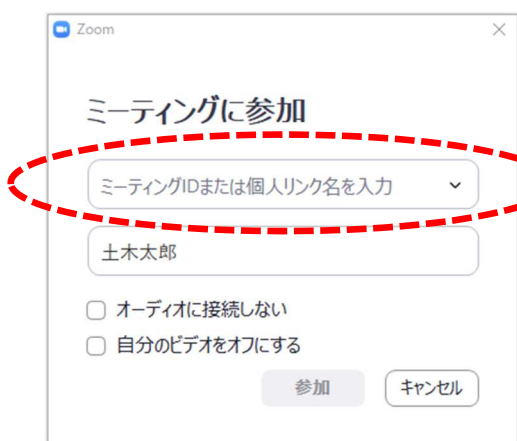 Zoom
ミーティングに参加
ミーティングIDまたは個人リンク名を入力
土木太郎
オーディオに接続しない
自分のビデオをオフにする
参加 キャンセル